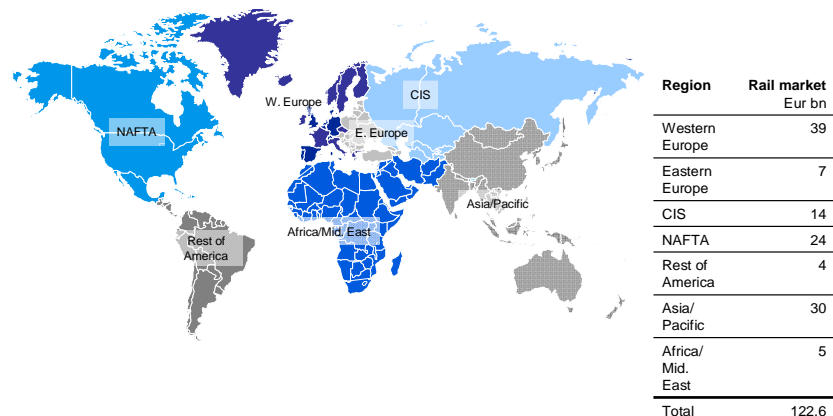 W. Europe
CIS
NAFTA
E. Europe
Asia/Pacific
Africa/Mid. East
Rest of
America
Region Rail market
Eur bn
Western 39
Europe
Eastern 7
Europe
CIS 14
NAFTA 24
Rest of 4
America
Asia/ 30
Pacific
Africa/ 5
Mid.
East
Total 122.6